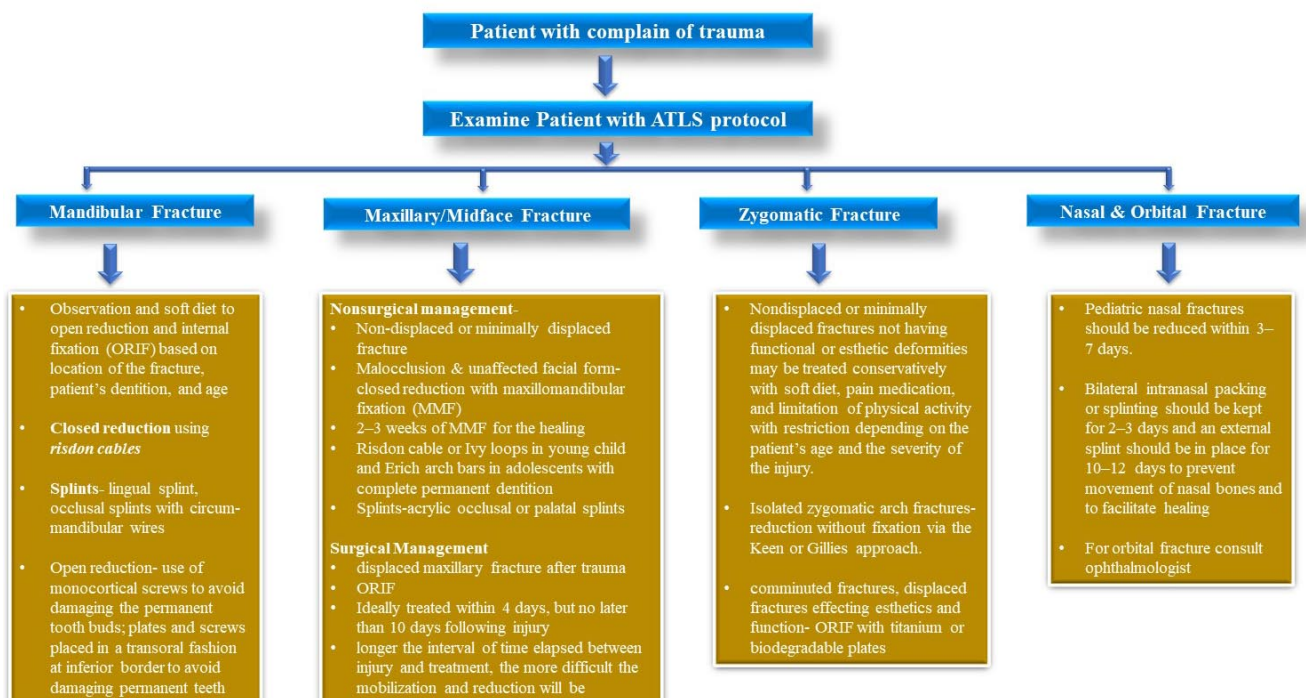 Patient with complain of trauma
Examine Patient with ATLS protocol
Mandibular Fracture
Maxillary/Midface Fracture
Zygomatic Fracture
Nasal & Orbital Fracture
• Observation and soft diet to
open reduction and internal
fixation (ORIF) based on
location of the fracture,
patient's dentition, and age
• Closed reduction using
risdon cables
• Splints- lingual splint,
occlusal splints with circum-
mandibular wires
• Open reduction- use of
monocortical screws to avoid
damaging the permanent
tooth buds; plates and screws
placed in a transoral fashion
at inferior border to avoid
damaging permanent teeth
Nonsurgical management-
• Non-displaced or minimally displaced
fracture
• Malocclusion & unaffected facial form-
closed reduction with maxillomandibular
fixation (MMF)
• 2–3 weeks of MMF for the healing
• Risdon cable or Ivy loops in young child
and Erich arch bars in adolescents with
complete permanent dentition
• Splints-acrylic occlusal or palatal splints
Surgical Management
• displaced maxillary fracture after trauma
• ORIF
• Ideally treated within 4 days, but no later
than 10 days following injury
• longer the interval of time elapsed between
injury and treatment, the more difficult the
mobilization and reduction will be
• Nondisplaced or minimally
displaced fractures not having
functional or esthetic deformities
may be treated conservatively
with soft diet, pain medication,
and limitation of physical activity
with restriction depending on the
patient's age and the severity of
the injury.
• Isolated zygomatic arch fractures-
reduction without fixation via the
Keen or Gillies approach.
• comminuted fractures, displaced
fractures effecting esthetics and
function- ORIF with titanium or
biodegradable plates
• Pediatric nasal fractures
should be reduced within 3–
7 days.
• Bilateral intranasal packing
or splinting should be kept
for 2–3 days and an external
splint should be in place for
10–12 days to prevent
movement of nasal bones and
to facilitate healing
• For orbital fracture consult
ophthalmologist